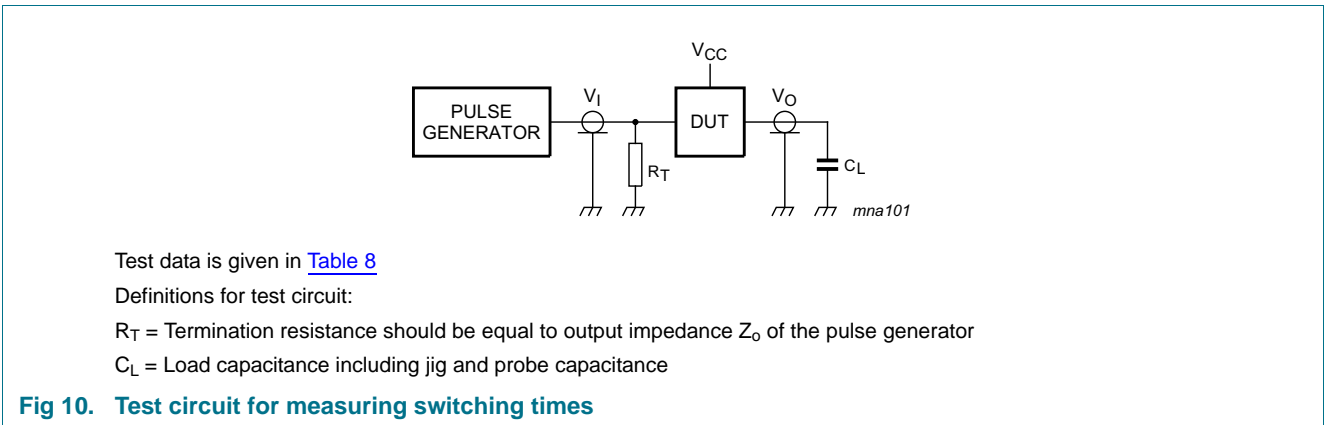 VCC
PULSE
GENERATOR
VI
DUT
VO
RT
CL
mna101
Test data is given in Table 8
Definitions for test circuit:
RT = Termination resistance should be equal to output impedance Zo of the pulse generator
CL = Load capacitance including jig and probe capacitance
Fig 10. Test circuit for measuring switching times